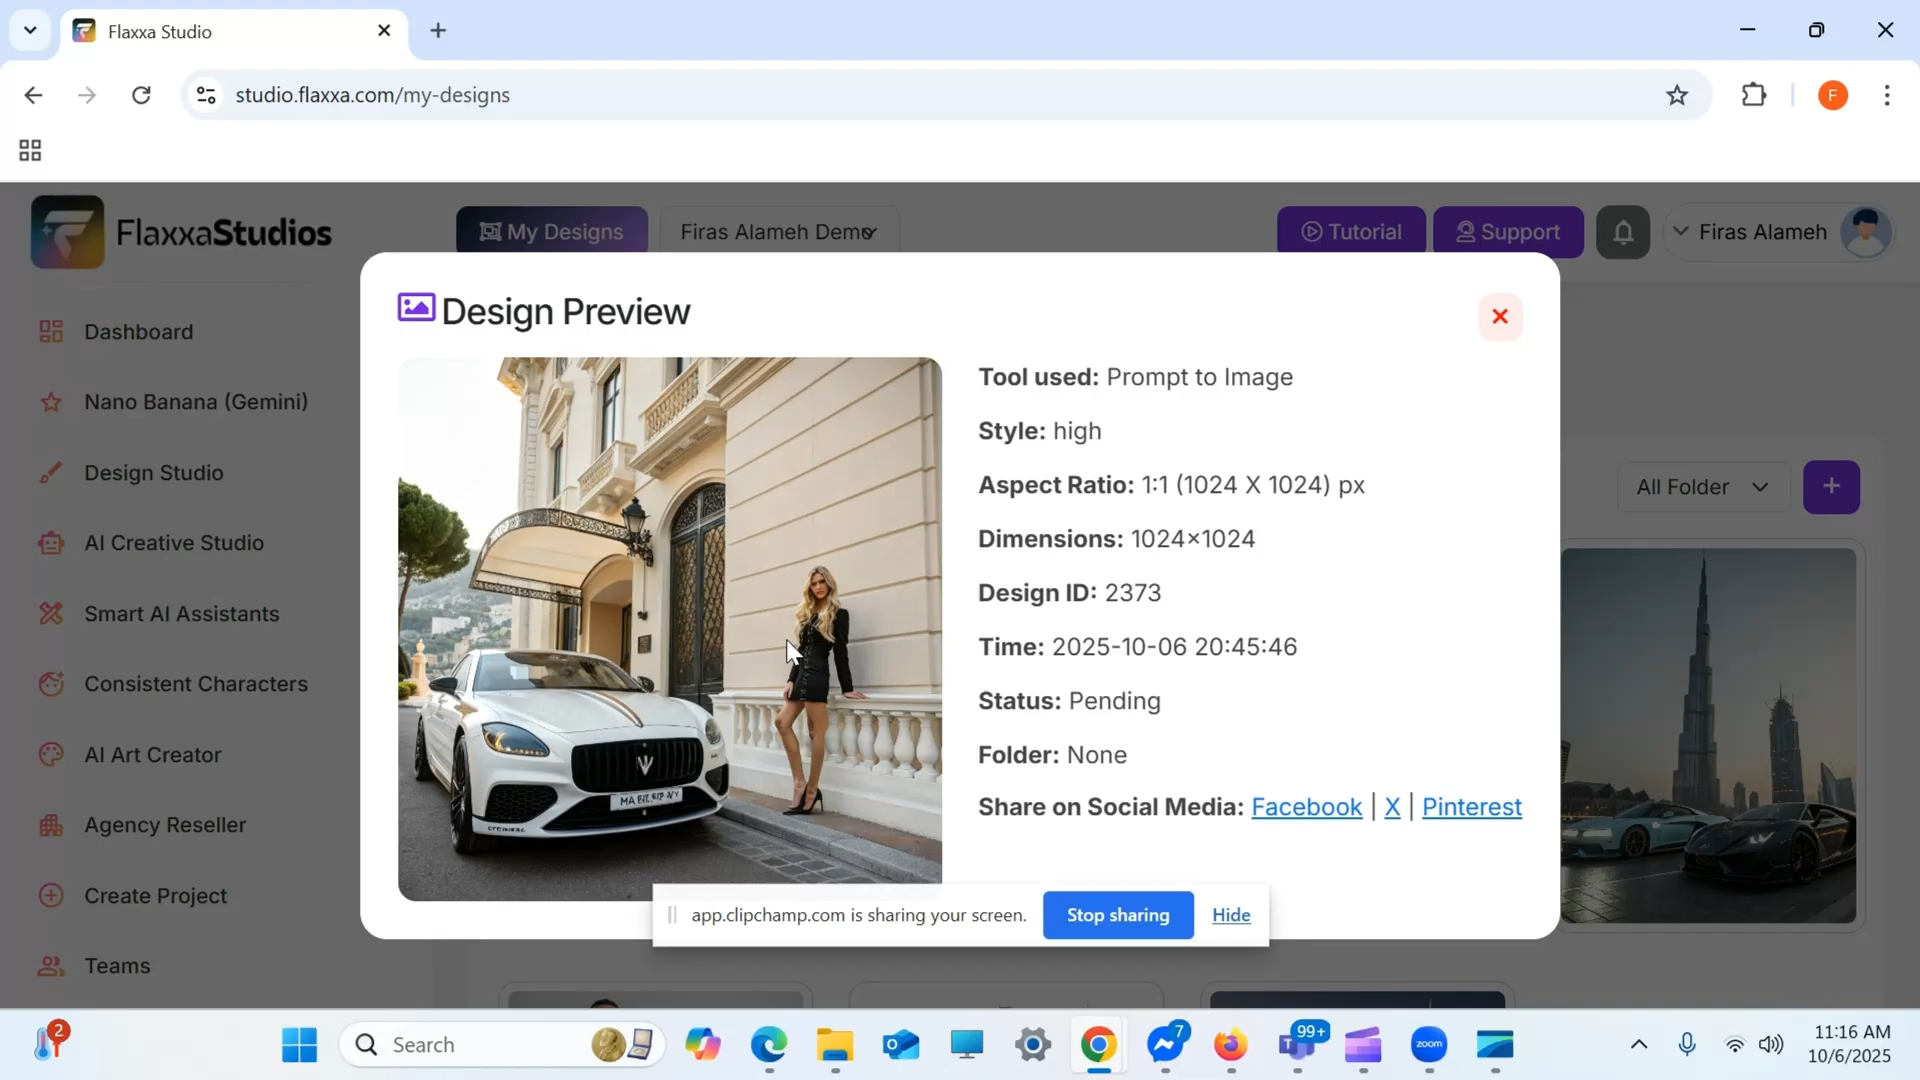 Flaxxa Studio
studio.flaxxa.com/my-designs
F
FlaxxaStudios
My Designs
Firas Alameh Demo
Tutorial
Support
Firas Alameh
Dashboard
Nano Banana (Gemini)
Design Studio
AI Creative Studio
Smart AI Assistants
Consistent Characters
AI Art Creator
Agency Reseller
Create Project
Teams
Design Preview
Tool used: Prompt to Image
Style: high
Aspect Ratio: 1:1 (1024 X 1024) px
Dimensions: 1024×1024
Design ID: 2373
Time: 2025-10-06 20:45:46
Status: Pending
Folder: None
Share on Social Media: Facebook | X | Pinterest
All Folder
+
app.clipchamp.com is sharing your screen.
Stop sharing
Hide
2
Search
7
99+
zoom
11:16 AM
10/6/2025